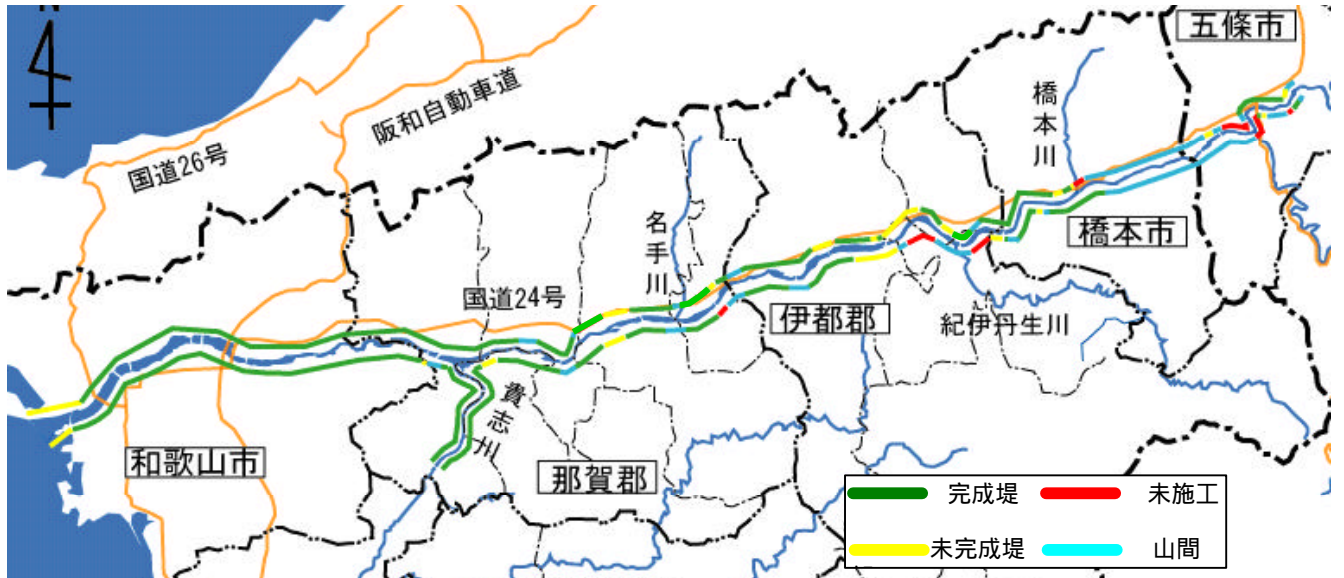 N
五條市
橋本川
阪和自動車道
国道26号
名手川
橋本市
国道24号
伊都郡
紀伊丹生川
貴志川
和歌山市
那賀郡
完成堤
未施工
未完成堤
山間